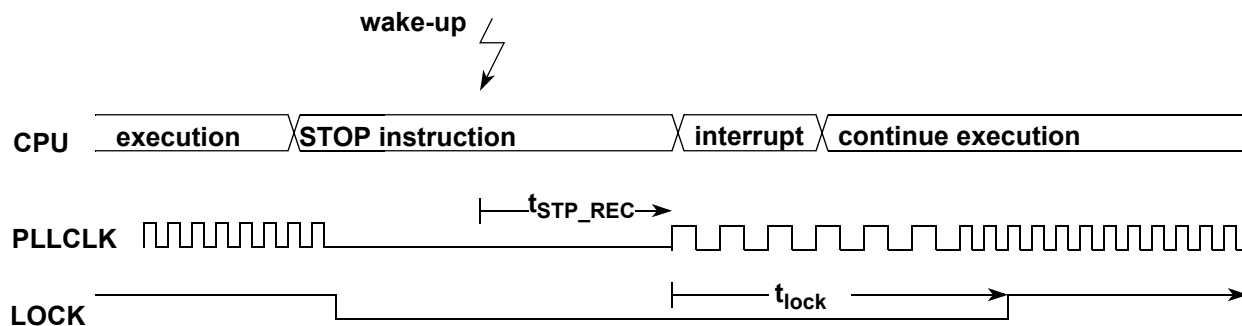 wake-up
CPU execution STOP instruction interrupt continue execution
tSTP_REC
PLLCLK
tlock
LOCK